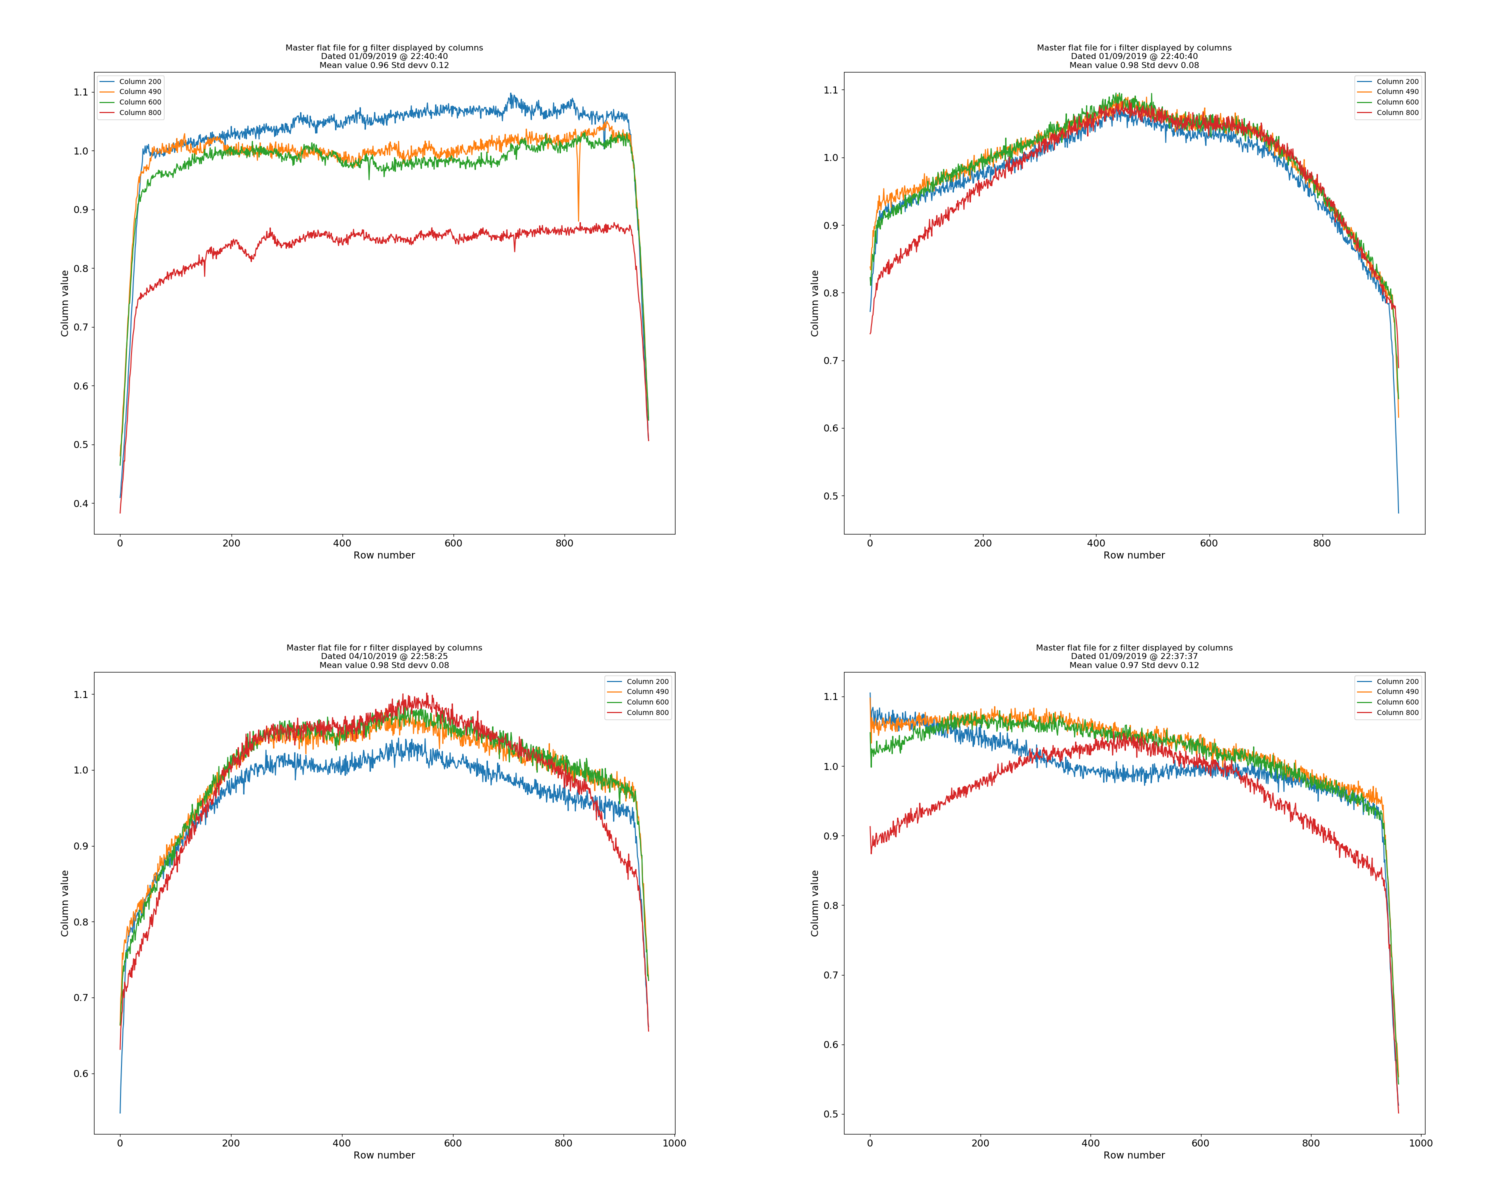 Master flat file for g filter displayed by columns
Dated 01/09/2019 @ 22:40:40
Mean value 0.96 Std devv 0.12
Column 200
Column 490
Column 600
Column 800
1.1
1.0
0.9
0.8
0.7
0.6
0.5
0.4
Column value
0 200 400 600 800
Row number
Master flat file for i filter displayed by columns
Dated 01/09/2019 @ 22:40:40
Mean value 0.98 Std devv 0.08
Column 200
Column 490
Column 600
Column 800
1.1
1.0
0.9
0.8
0.7
0.6
0.5
Column value
0 200 400 600 800
Row number
Master flat file for r filter displayed by columns
Dated 04/10/2019 @ 22:58:25
Mean value 0.98 Std devv 0.08
Column 200
Column 490
Column 600
Column 800
1.1
1.0
0.9
0.8
0.7
0.6
Column value
0 200 400 600 800 1000
Row number
Master flat file for z filter displayed by columns
Dated 01/09/2019 @ 22:37:37
Mean value 0.97 Std devv 0.12
Column 200
Column 490
Column 600
Column 800
1.1
1.0
0.9
0.8
0.7
0.6
0.5
Column value
0 200 400 600 800 1000
Row number